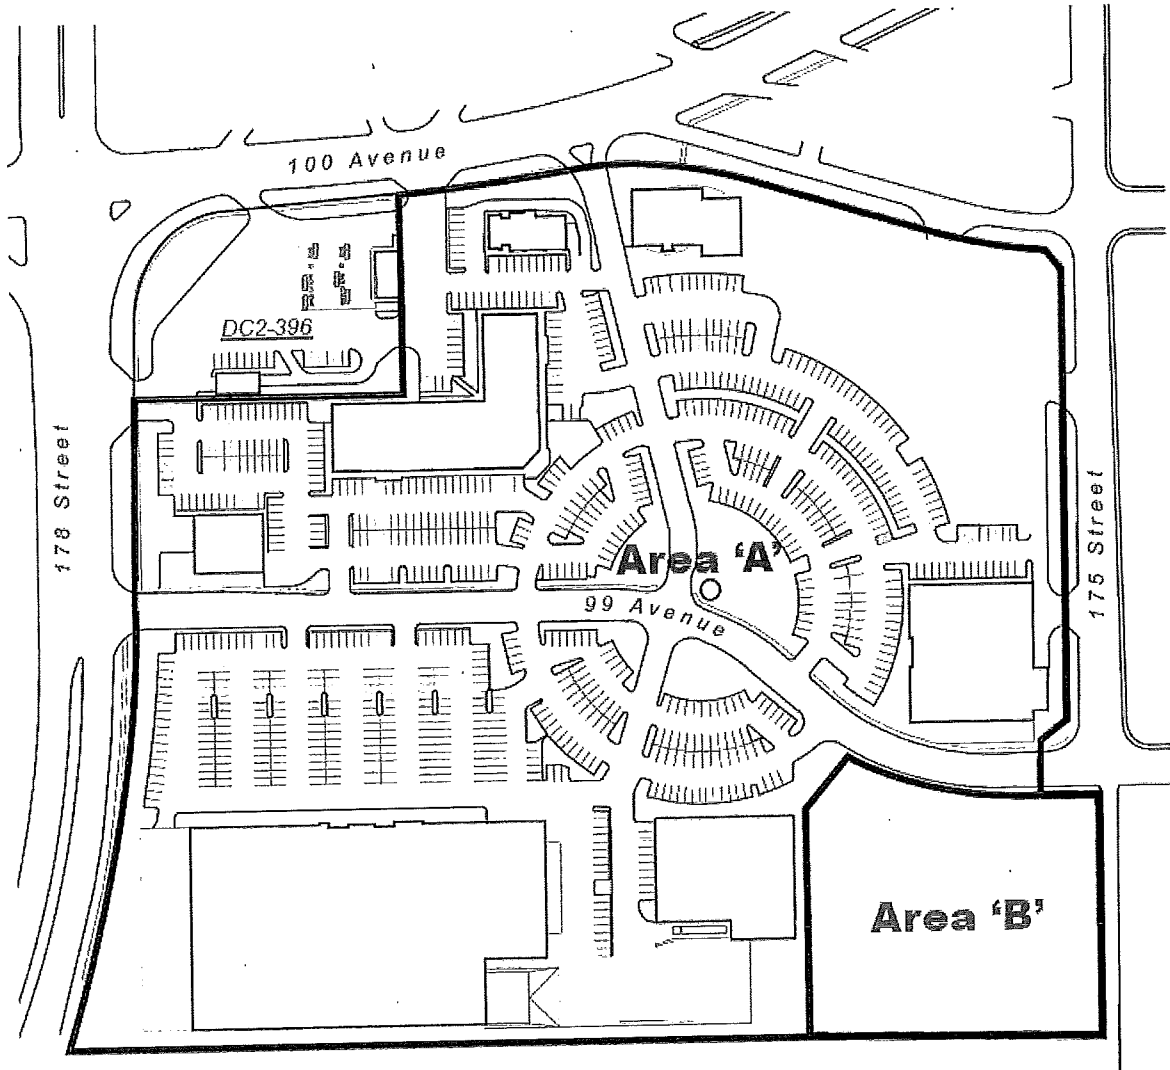 100 Avenue
DC2-396
178 Street
175 Street
Area ‘A’
99 Avenue
Area ‘B’